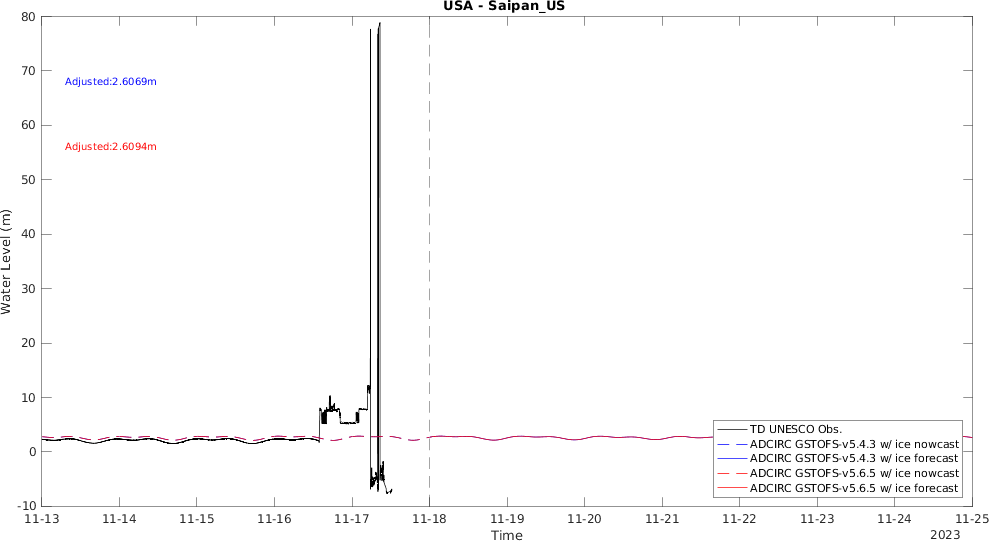 USA - Saipan_US
80
70
60
50
40
30
20
10
0
-10
Water Level (m)
Adjusted:2.6069m
Adjusted:2.6094m
TD UNESCO Obs.
ADCIRC GSTOFS-v5.4.3 w/ ice nowcast
ADCIRC GSTOFS-v5.4.3 w/ ice forecast
ADCIRC GSTOFS-v5.6.5 w/ ice nowcast
ADCIRC GSTOFS-v5.6.5 w/ ice forecast
11-13 11-14 11-15 11-16 11-17 11-18 11-19 11-20 11-21 11-22 11-23 11-24 11-25
Time
2023